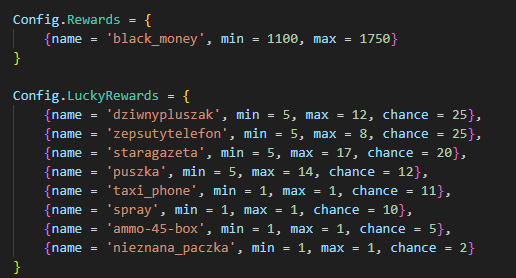 Config.Rewards = {
    {name = 'black_money', min = 1100, max = 1750}
}

Config.LuckyRewards = {
    {name = 'dziwnypluszak', min = 5, max = 12, chance = 25},
    {name = 'zepsutytelefon', min = 5, max = 8, chance = 25},
    {name = 'staragazeta', min = 5, max = 17, chance = 20},
    {name = 'puszka', min = 5, max = 14, chance = 12},
    {name = 'taxi_phone', min = 1, max = 1, chance = 11},
    {name = 'spray', min = 1, max = 1, chance = 10},
    {name = 'ammo-45-box', min = 1, max = 1, chance = 5},
    {name = 'nieznana_paczka', min = 1, max = 1, chance = 2}
}